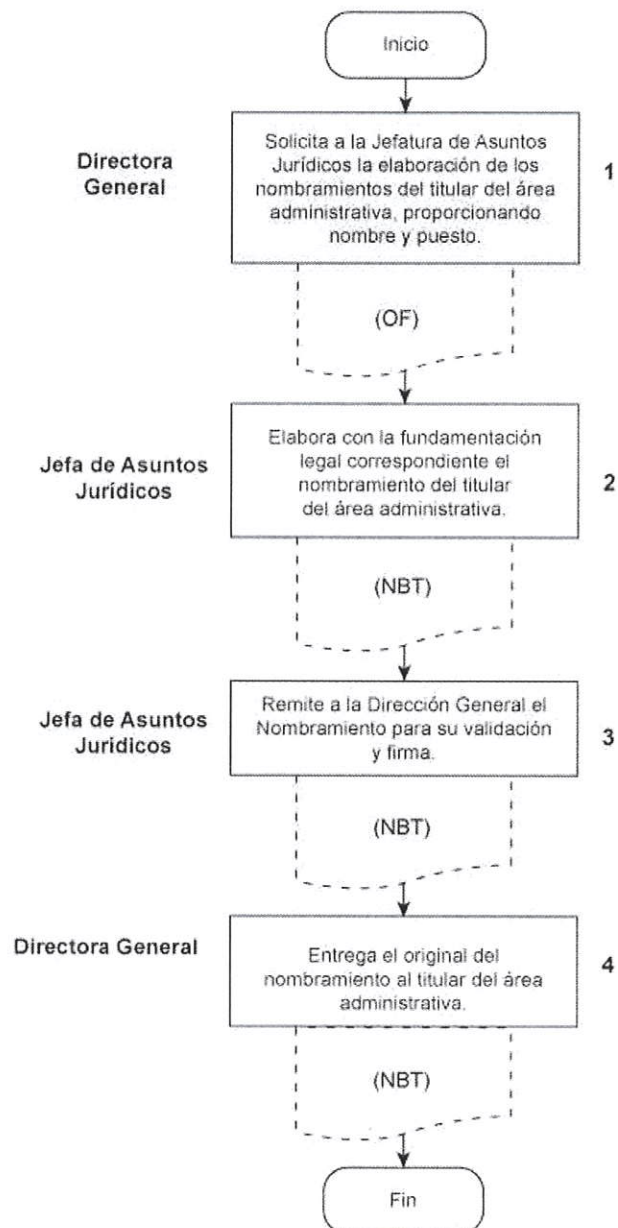 Inicio
Directora
General
Solicita a la Jefatura de Asuntos
Jurídicos la elaboración de los
nombramientos del titular del área
administrativa, proporcionando
nombre y puesto.
1
(OF)
Jefa de Asuntos
Jurídicos
Elabora con la fundamentación
legal correspondiente el
nombramiento del titular
del área administrativa.
2
(NBT)
Jefa de Asuntos
Jurídicos
Remite a la Dirección General el
Nombramiento para su validación
y firma.
3
(NBT)
Directora General
Entrega el original del
nombramiento al titular del área
administrativa.
4
(NBT)
Fin